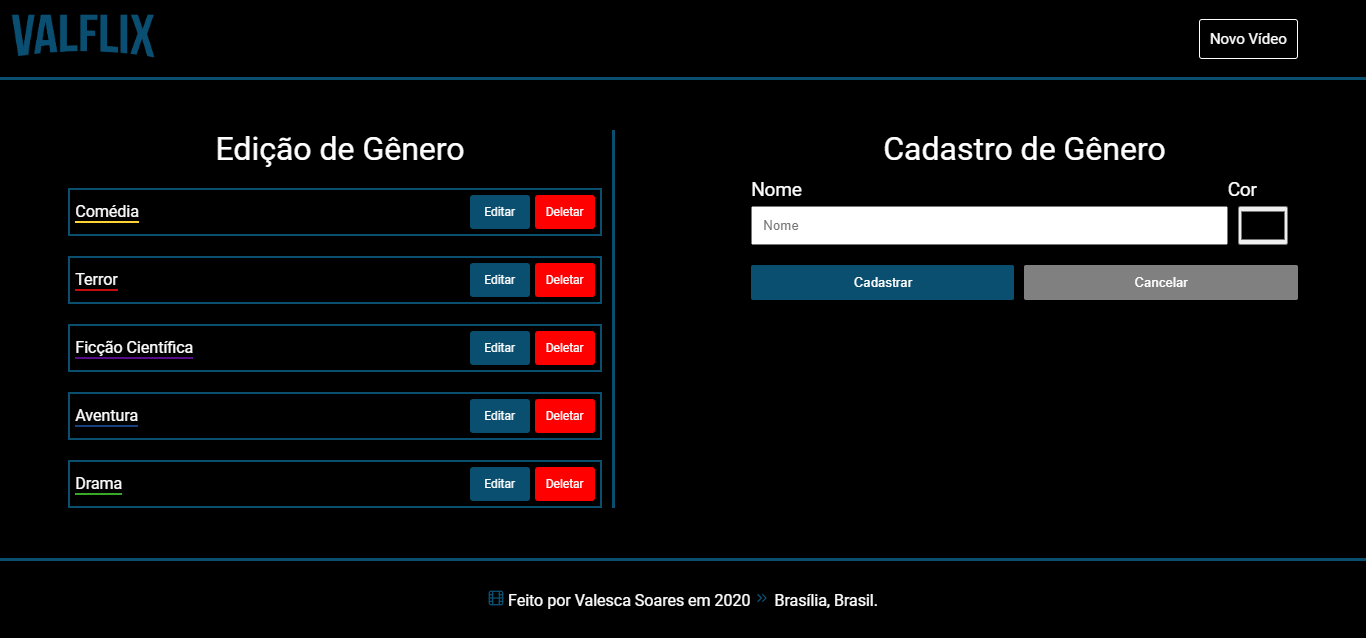 VALFLIX
Novo Vídeo
Edição de Gênero
Comédia Editar Deletar
Terror Editar Deletar
Ficção Científica Editar Deletar
Aventura Editar Deletar
Drama Editar Deletar
Cadastro de Gênero
Nome Cor
Nome
Cadastrar Cancelar
Feito por Valesca Soares em 2020 » Brasília, Brasil.